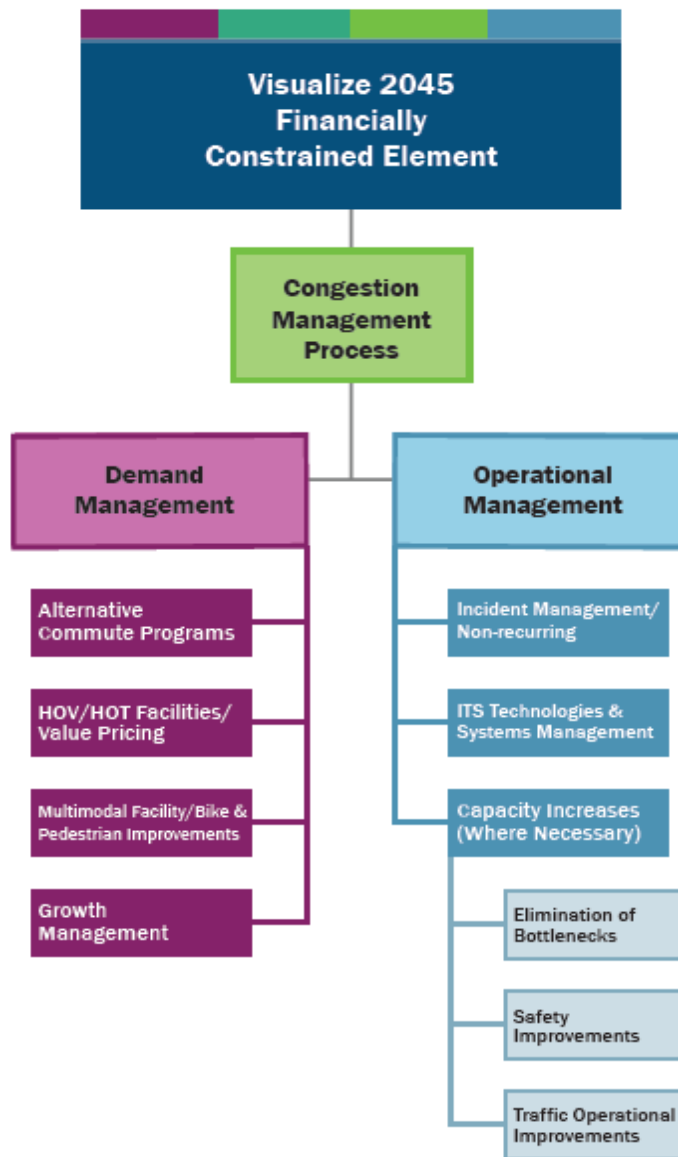 Visualize 2045
Financially
Constrained Element
Congestion
Management
Process
Demand
Management
Alternative
Commute Programs
HOV/HOT Facilities/
Value Pricing
Multimodal Facility/Bike &
Pedestrian Improvements
Growth
Management
Operational
Management
Incident Management/
Non-recurring
ITS Technologies &
Systems Management
Capacity Increases
(Where Necessary)
Elimination of
Bottlenecks
Safety
Improvements
Traffic Operational
Improvements